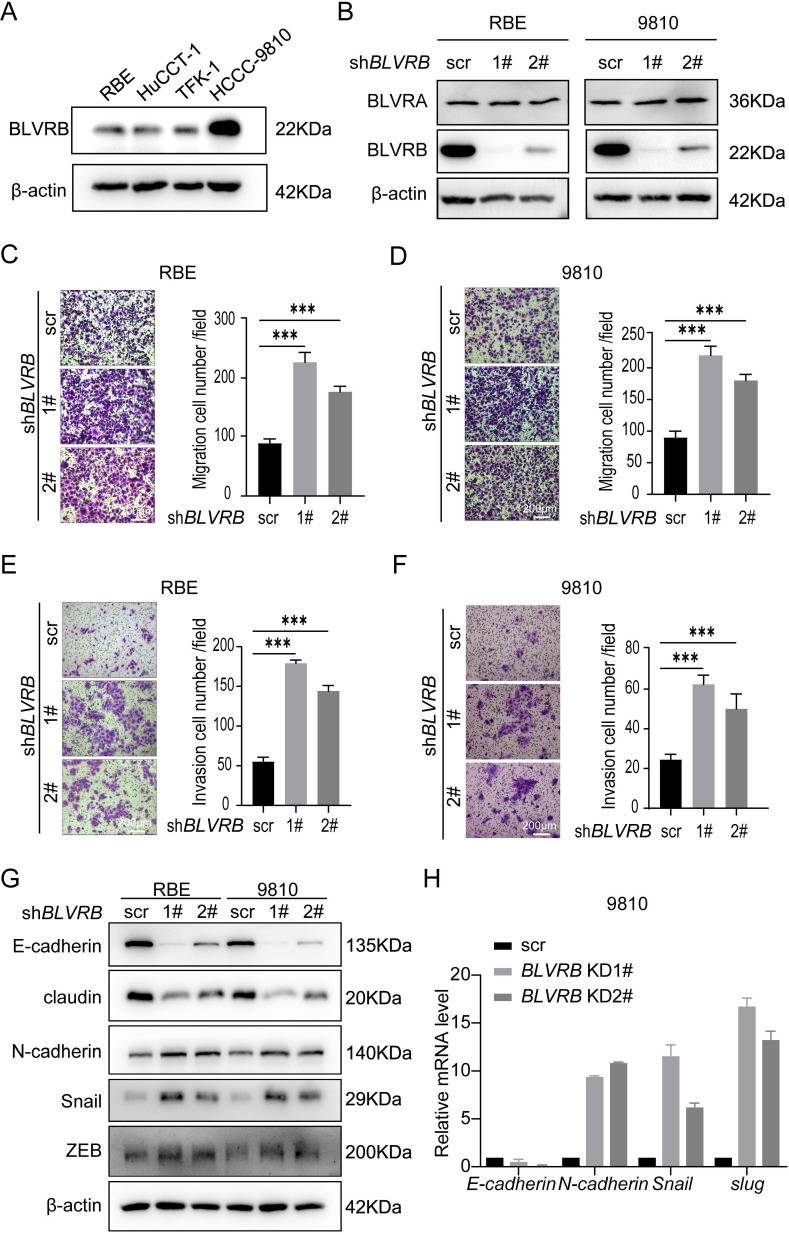 A
RBE
HuCCT-1
TFK-1
HCCC-9810
BLVRB
22KDa
β-actin
42KDa
B
RBE
9810
shBLVRB
scr
1#
2#
scr
1#
2#
BLVRA
36KDa
BLVRB
22KDa
β-actin
42KDa
C
RBE
shBLVRB
scr
1#
2#
Migration cell number /field
300
200
100
0
***
***
shBLVRB
scr
1#
2#
D
9810
shBLVRB
scr
1#
2#
200μm
Migration cell number /field
250
200
150
100
50
0
***
***
shBLVRB
scr
1#
2#
E
RBE
shBLVRB
scr
1#
2#
200μm
Invasion cell number /field
200
150
100
50
0
***
***
shBLVRB
scr
1#
2#
F
9810
shBLVRB
scr
1#
2#
200μm
Invasion cell number /field
80
60
40
20
0
***
***
shBLVRB
scr
1#
2#
G
RBE
9810
shBLVRB
scr
1#
2#
scr
1#
2#
E-cadherin
135KDa
claudin
20KDa
N-cadherin
140KDa
Snail
29KDa
ZEB
200KDa
β-actin
42KDa
H
9810
scr
BLVRB KD1#
BLVRB KD2#
Relative mRNA level
20
15
10
5
0
E-cadherin
N-cadherin
Snail
slug